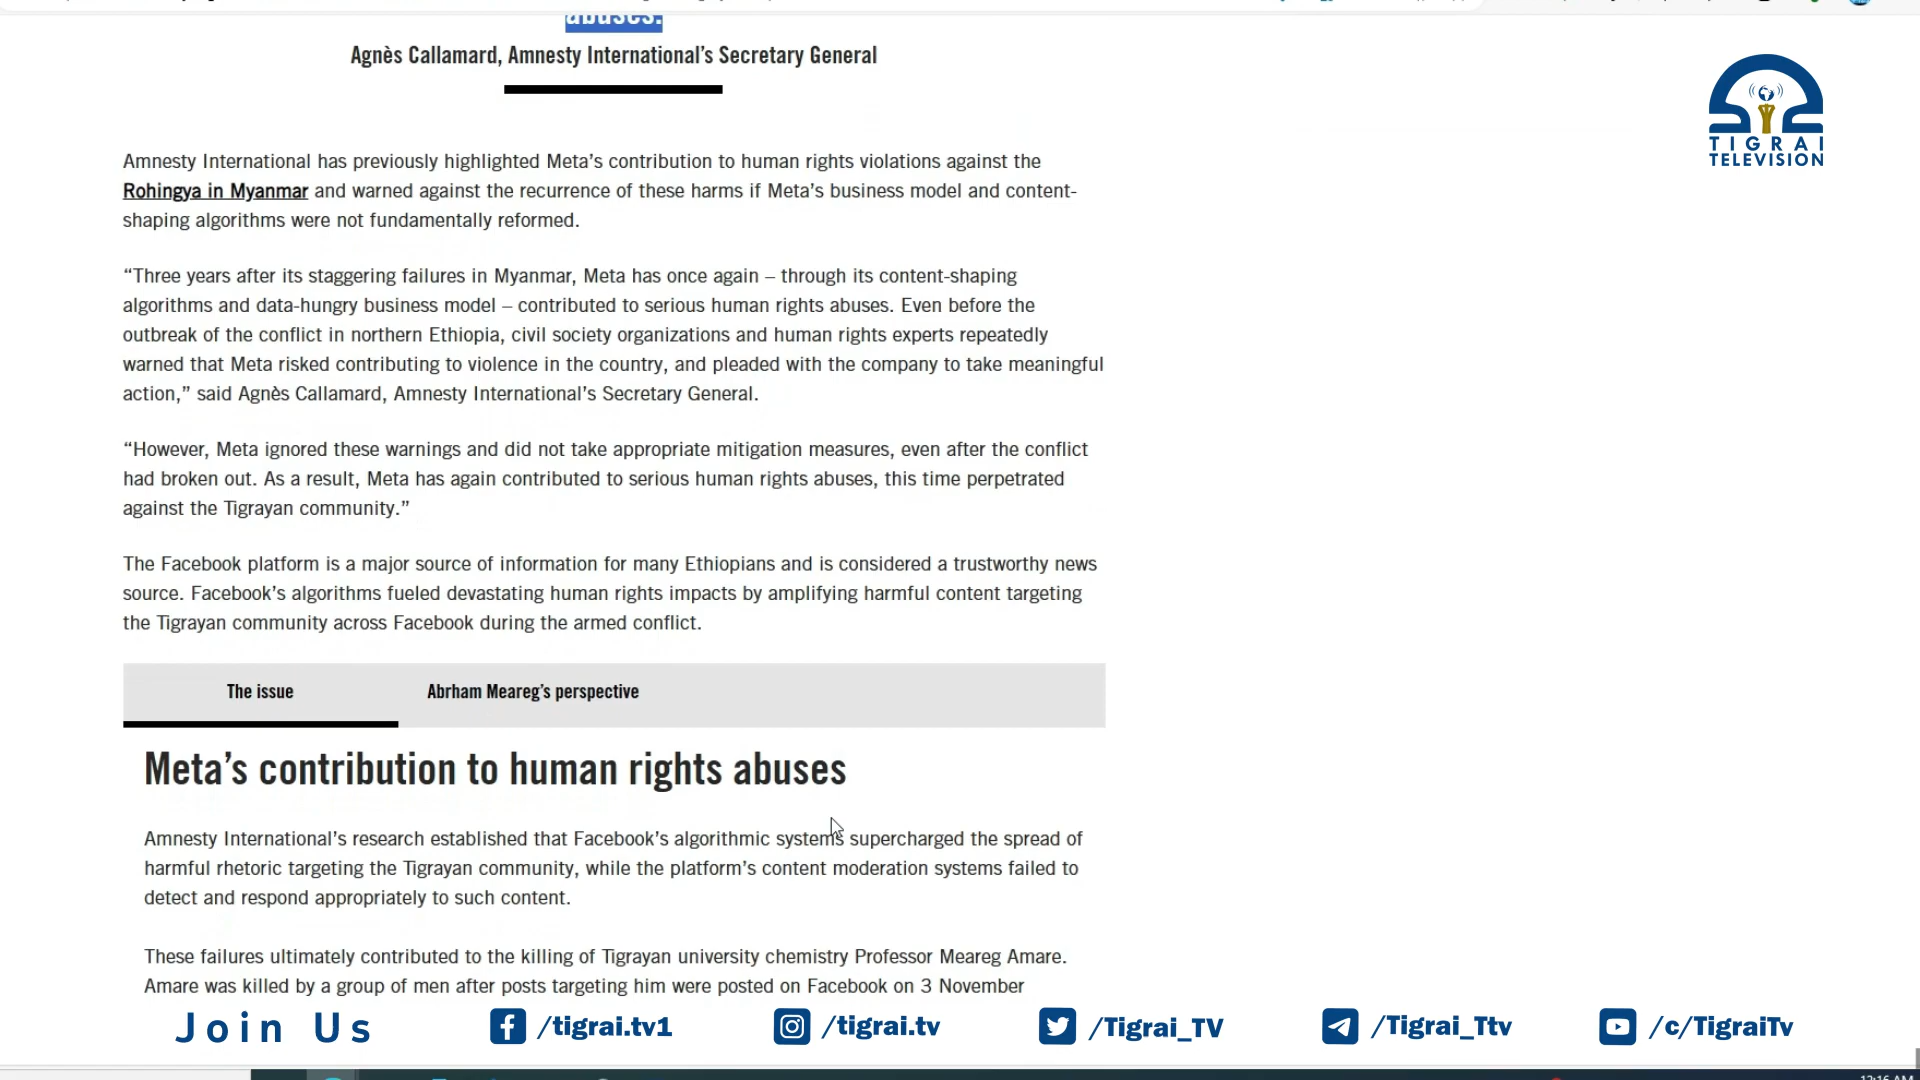 abuses.
Agnès Callamard, Amnesty International’s Secretary General
TIGRAI
TELEVISION
Amnesty International has previously highlighted Meta’s contribution to human rights violations against the
Rohingya in Myanmar and warned against the recurrence of these harms if Meta’s business model and content-
shaping algorithms were not fundamentally reformed.
“Three years after its staggering failures in Myanmar, Meta has once again – through its content-shaping
algorithms and data-hungry business model – contributed to serious human rights abuses. Even before the
outbreak of the conflict in northern Ethiopia, civil society organizations and human rights experts repeatedly
warned that Meta risked contributing to violence in the country, and pleaded with the company to take meaningful
action,” said Agnès Callamard, Amnesty International’s Secretary General.
“However, Meta ignored these warnings and did not take appropriate mitigation measures, even after the conflict
had broken out. As a result, Meta has again contributed to serious human rights abuses, this time perpetrated
against the Tigrayan community.”
The Facebook platform is a major source of information for many Ethiopians and is considered a trustworthy news
source. Facebook’s algorithms fueled devastating human rights impacts by amplifying harmful content targeting
the Tigrayan community across Facebook during the armed conflict.
The issue
Abrham Meareg’s perspective
Meta’s contribution to human rights abuses
Amnesty International’s research established that Facebook’s algorithmic systems supercharged the spread of
harmful rhetoric targeting the Tigrayan community, while the platform’s content moderation systems failed to
detect and respond appropriately to such content.
These failures ultimately contributed to the killing of Tigrayan university chemistry Professor Meareg Amare.
Amare was killed by a group of men after posts targeting him were posted on Facebook on 3 November
Join Us
/tigrai.tv1
/tigrai.tv
/Tigrai_TV
/Tigrai_Ttv
/c/TigraiTv